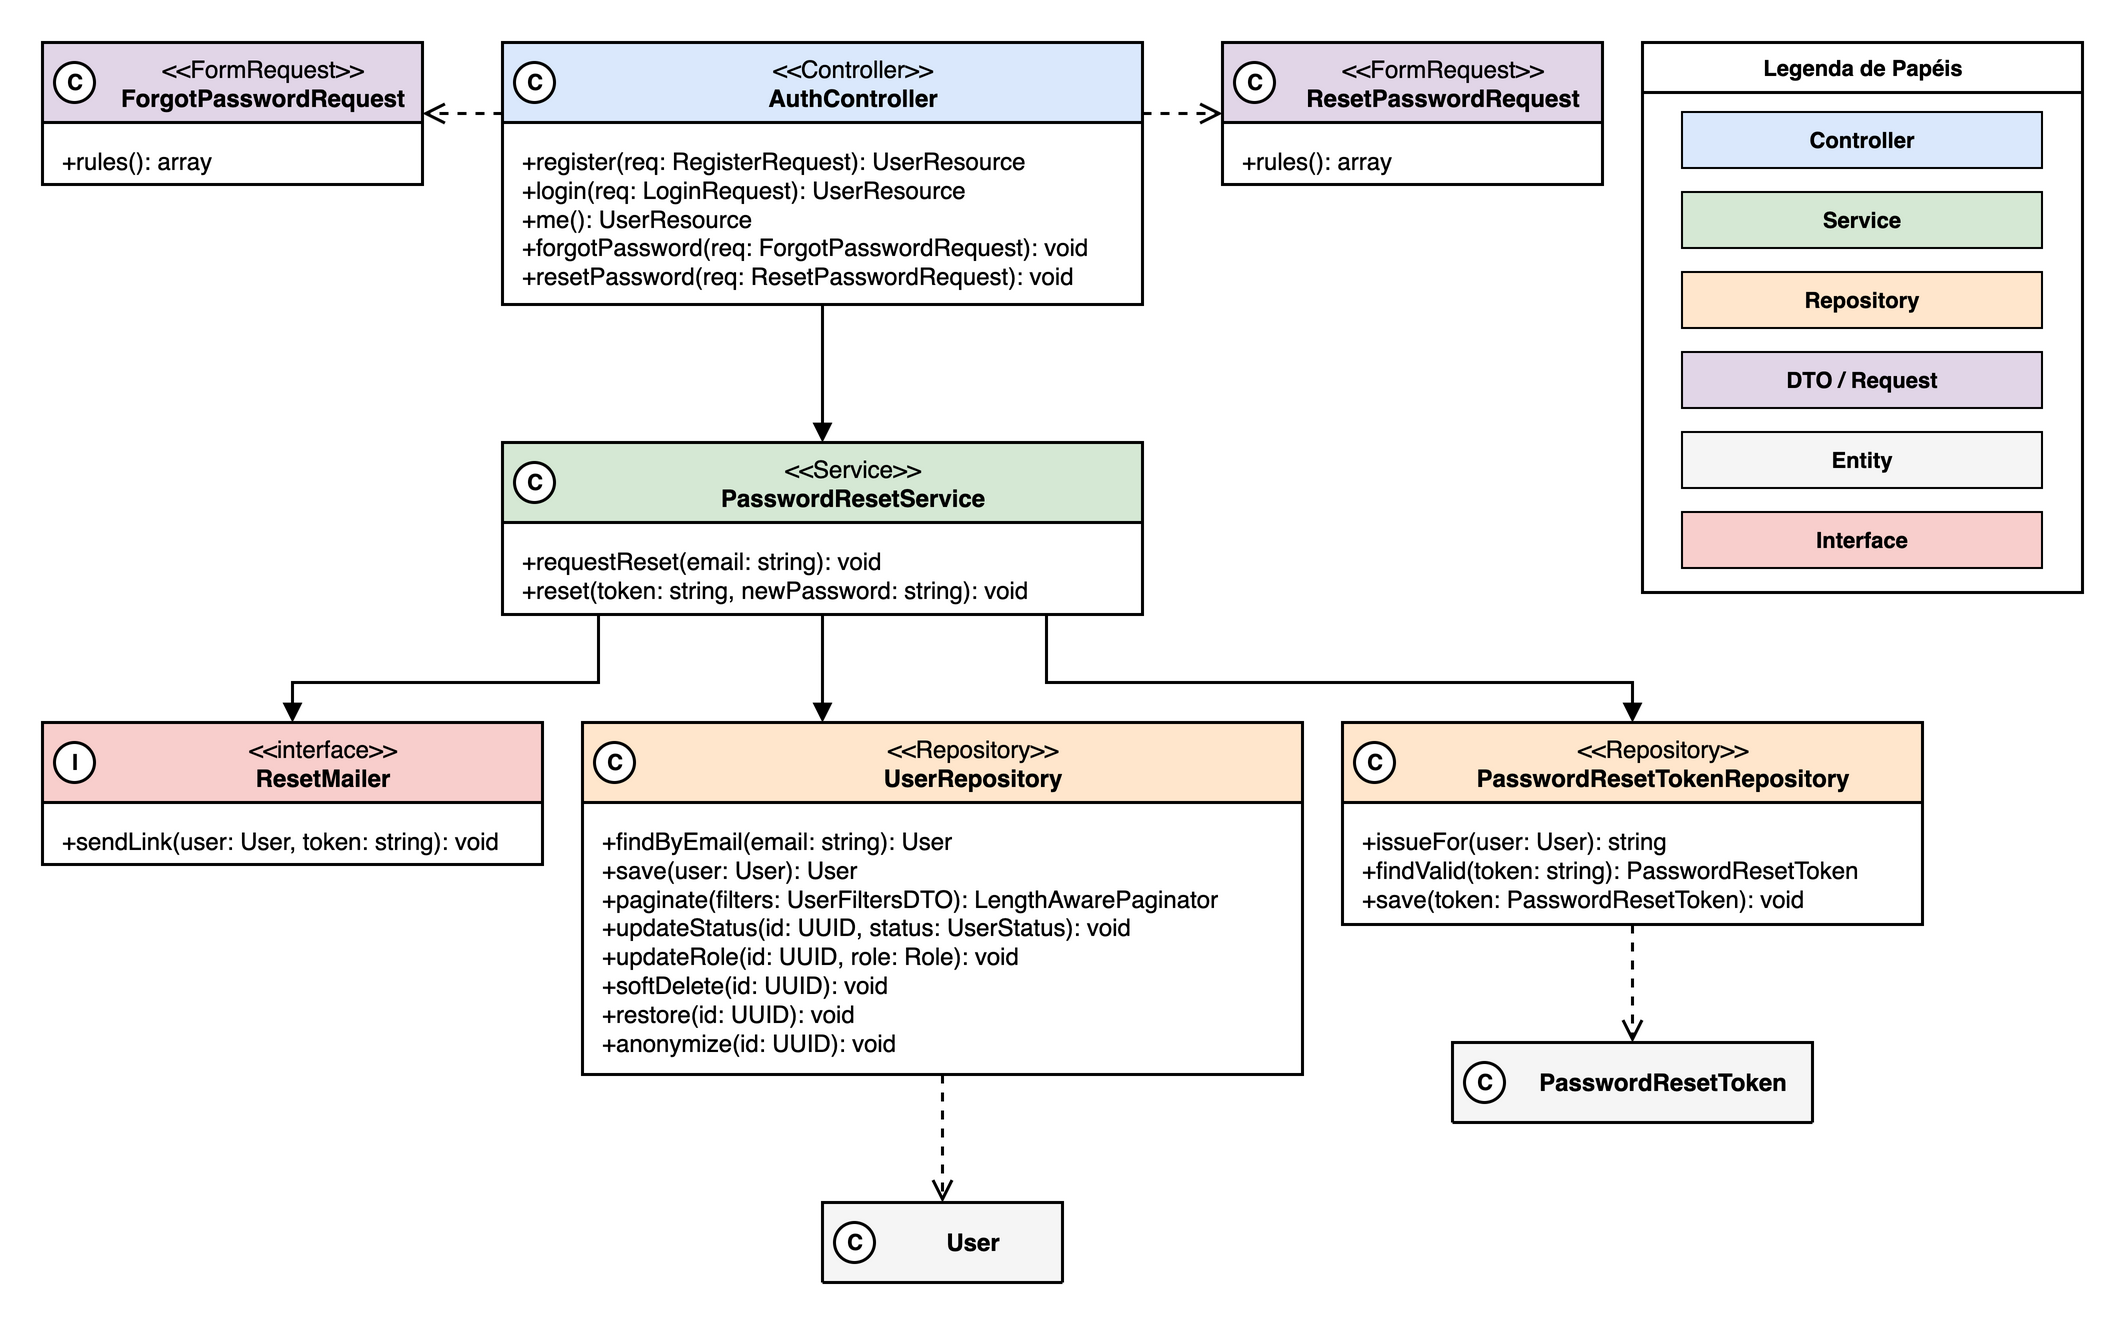 C
<<FormRequest>>
ForgotPasswordRequest
+rules(): array
C
<<Controller>>
AuthController
+register(req: RegisterRequest): UserResource
+login(req: LoginRequest): UserResource
+me(): UserResource
+forgotPassword(req: ForgotPasswordRequest): void
+resetPassword(req: ResetPasswordRequest): void
C
<<FormRequest>>
ResetPasswordRequest
+rules(): array
Legenda de Papéis
Controller
Service
Repository
DTO / Request
Entity
Interface
C
<<Service>>
PasswordResetService
+requestReset(email: string): void
+reset(token: string, newPassword: string): void
I
<<interface>>
ResetMailer
+sendLink(user: User, token: string): void
C
<<Repository>>
UserRepository
+findByEmail(email: string): User
+save(user: User): User
+paginate(filters: UserFiltersDTO): LengthAwarePaginator
+updateStatus(id: UUID, status: UserStatus): void
+updateRole(id: UUID, role: Role): void
+softDelete(id: UUID): void
+restore(id: UUID): void
+anonymize(id: UUID): void
C
<<Repository>>
PasswordResetTokenRepository
+issueFor(user: User): string
+findValid(token: string): PasswordResetToken
+save(token: PasswordResetToken): void
C
PasswordResetToken
C
User